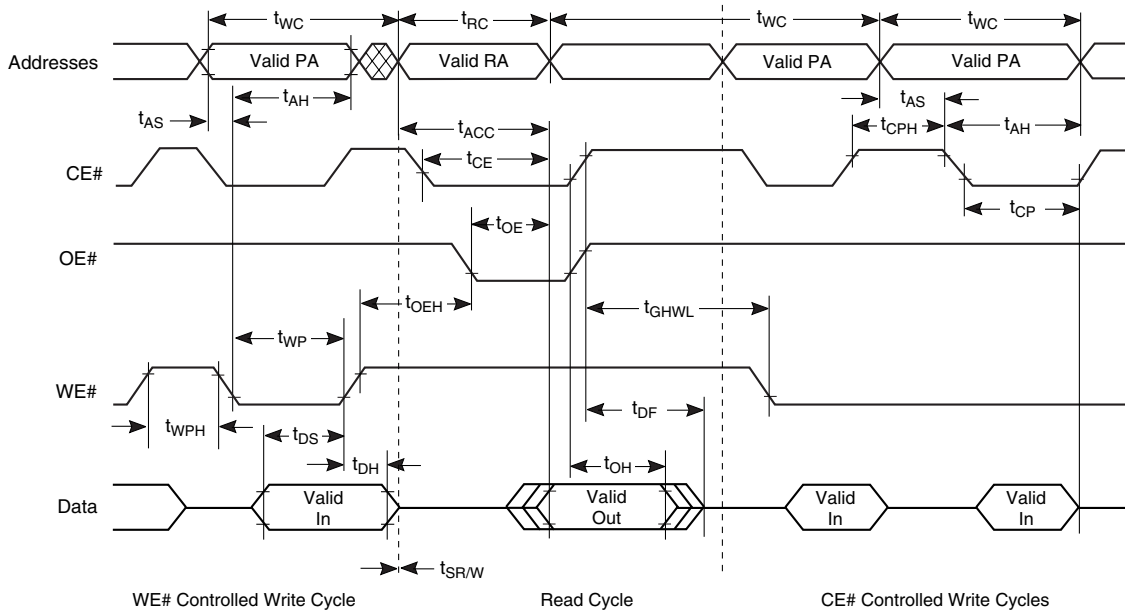 tWC tRC tWC tWC
Addresses Valid PA Valid RA Valid PA Valid PA
tAH tAS
tAS tACC tCPH tAH
CE# tCE
tCP
tOE
OE#
tOEH tGHWL
tWP
WE#
tDF
tWPH tDS
tDH tOH
Data Valid In Valid Out Valid In Valid In
tSR/W
WE# Controlled Write Cycle Read Cycle CE# Controlled Write Cycles